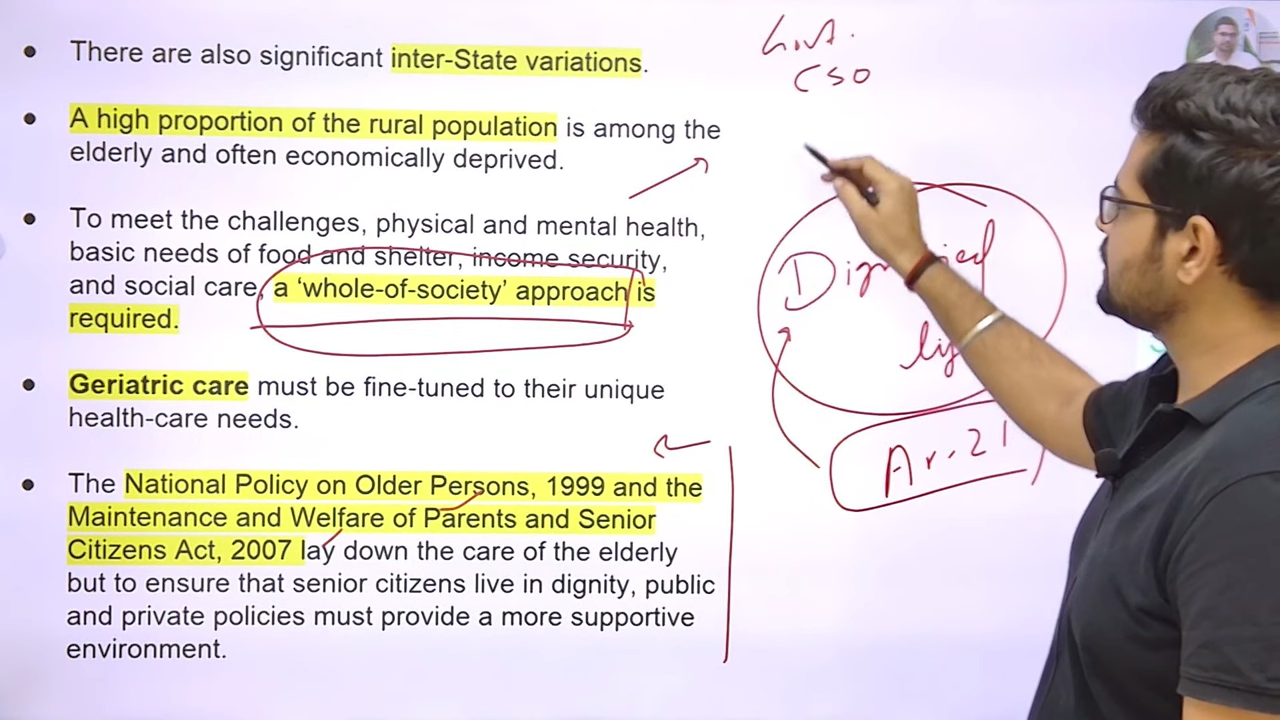 • There are also significant inter-State variations.
• A high proportion of the rural population is among the
elderly and often economically deprived.
• To meet the challenges, physical and mental health,
basic needs of food and shelter, income security,
and social care, a ‘whole-of-society’ approach is
required.
• Geriatric care must be fine-tuned to their unique
health-care needs.
• The National Policy on Older Persons, 1999 and the
Maintenance and Welfare of Parents and Senior
Citizens Act, 2007 lay down the care of the elderly
but to ensure that senior citizens live in dignity, public
and private policies must provide a more supportive
environment.
Govt.
CSO
Ar. 21